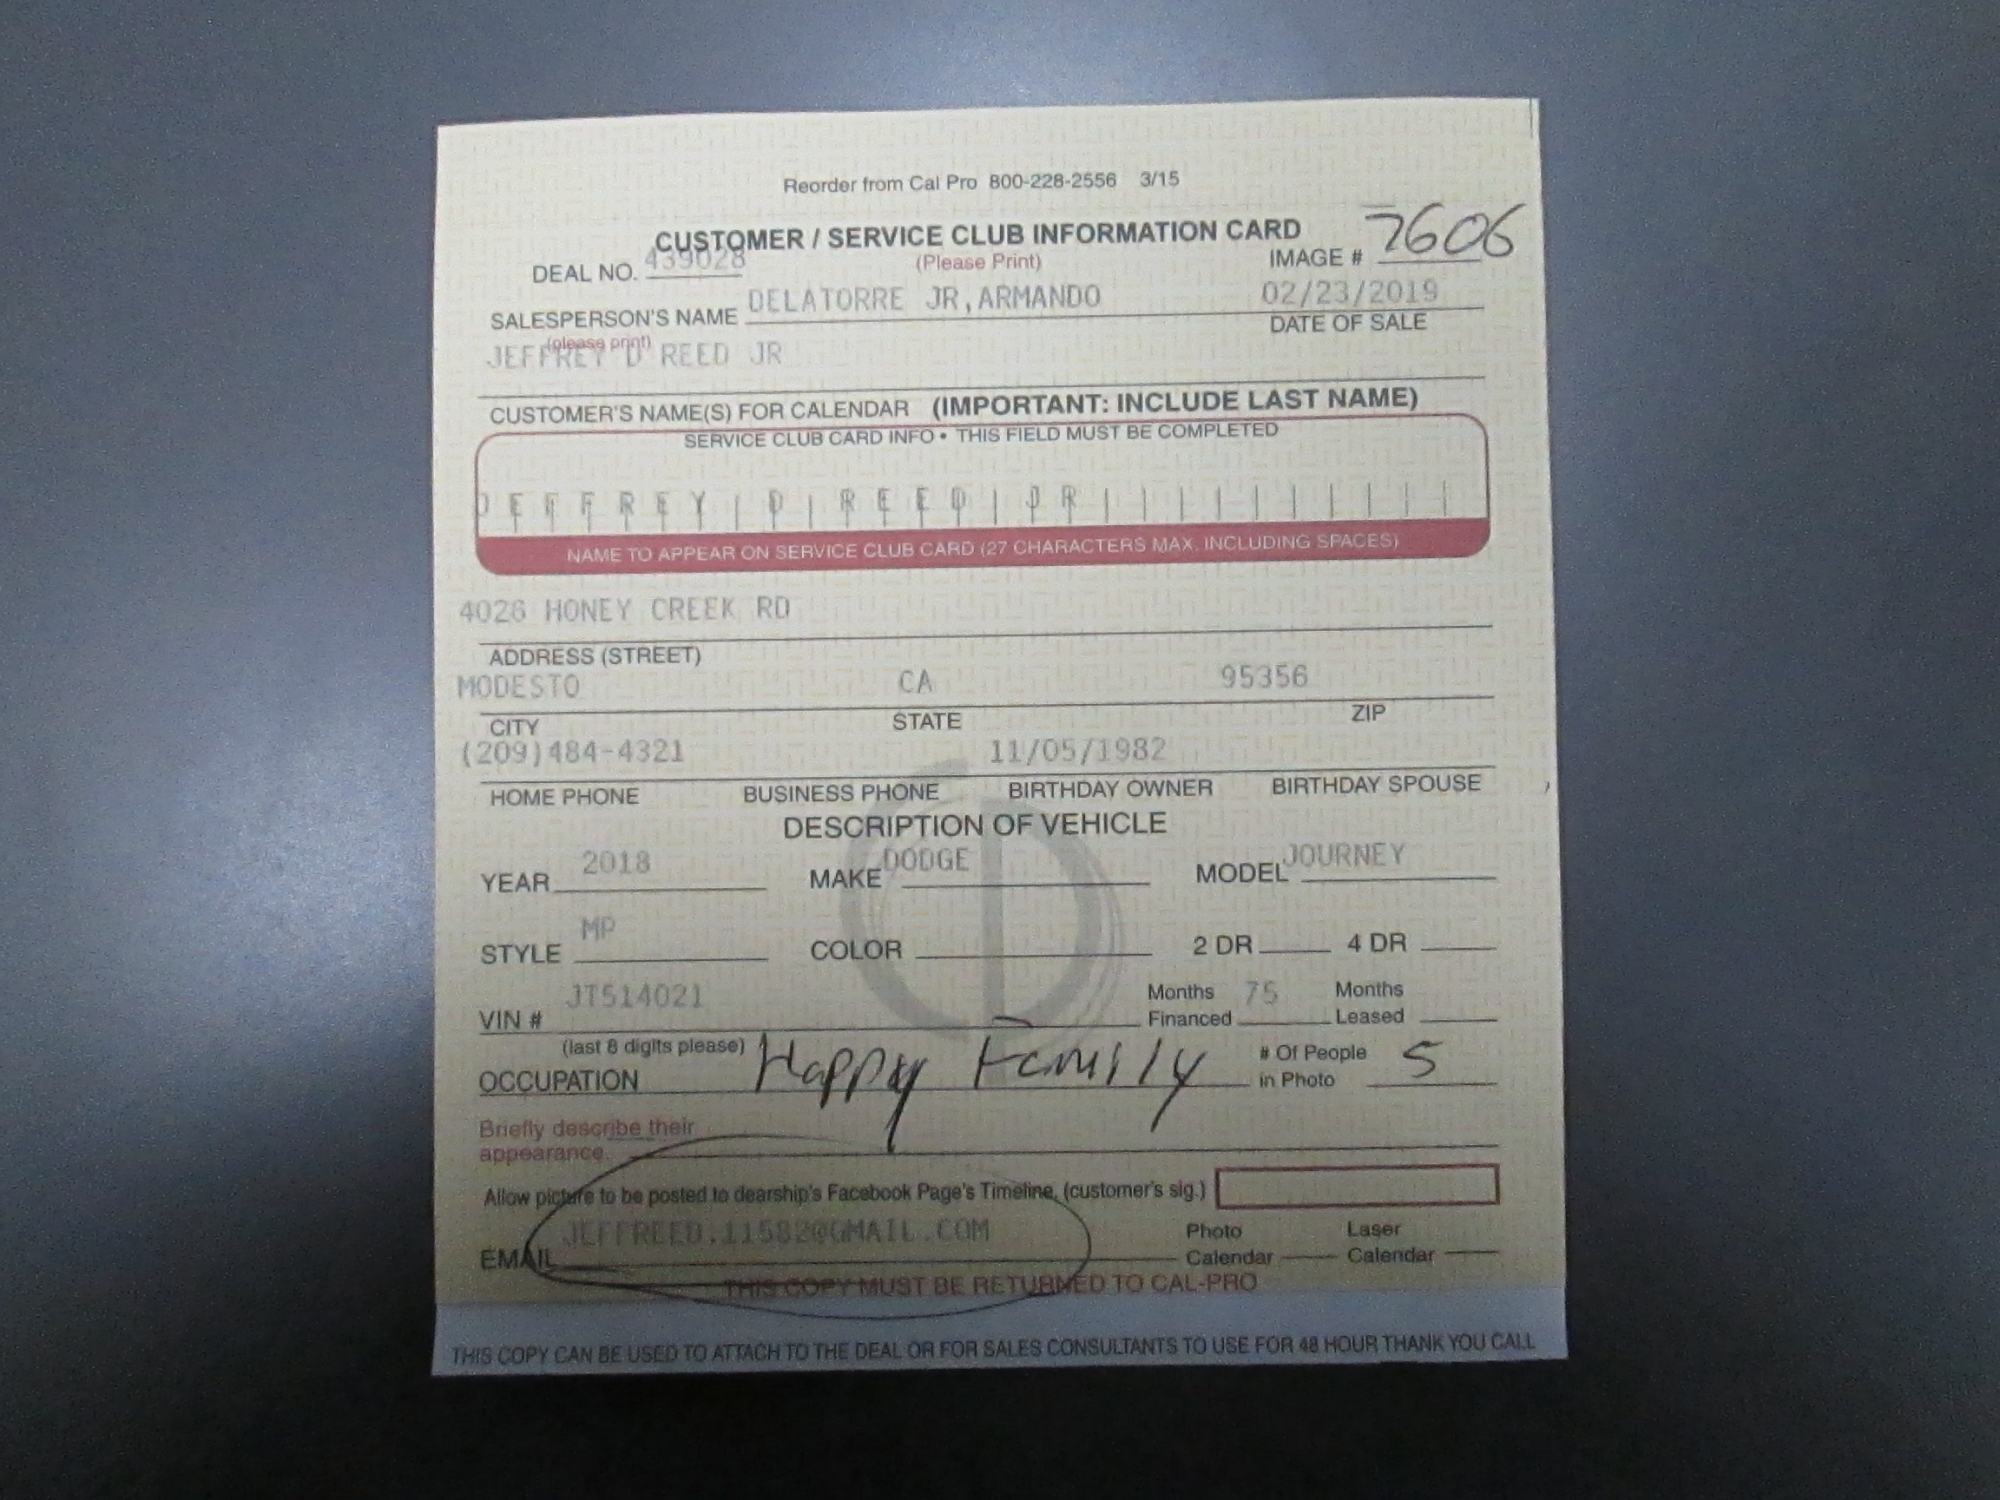 Reorder from Cal Pro 800-228-2556 3/15
CUSTOMER / SERVICE CLUB INFORMATION CARD
DEAL NO. 439028 (Please Print) IMAGE # 7606
SALESPERSON'S NAME DELATORRE JR,ARMANDO 02/23/2019
(please print) DATE OF SALE
JEFFREY D REED JR
CUSTOMER'S NAME(S) FOR CALENDAR (IMPORTANT: INCLUDE LAST NAME)
SERVICE CLUB CARD INFO • THIS FIELD MUST BE COMPLETED
JEFFREY D REED JR
NAME TO APPEAR ON SERVICE CLUB CARD (27 CHARACTERS MAX. INCLUDING SPACES)
4026 HONEY CREEK RD
ADDRESS (STREET)
MODESTO CA 95356
CITY STATE ZIP
(209)484-4321 11/05/1982
HOME PHONE BUSINESS PHONE BIRTHDAY OWNER BIRTHDAY SPOUSE
DESCRIPTION OF VEHICLE
YEAR 2018 MAKE DODGE MODEL JOURNEY
STYLE MP COLOR 2 DR 4 DR
VIN # JT514021 Months Financed 75 Months Leased
(last 8 digits please)
OCCUPATION Happy Family # Of People in Photo 5
Briefly describe their
appearance.
Allow picture to be posted to dearship's Facebook Page's Timeline, (customer's sig.)
EMAIL JEFFREED.11582@GMAIL.COM Photo Calendar Laser Calendar
THIS COPY MUST BE RETURNED TO CAL-PRO
THIS COPY CAN BE USED TO ATTACH TO THE DEAL OR FOR SALES CONSULTANTS TO USE FOR 48 HOUR THANK YOU CALL